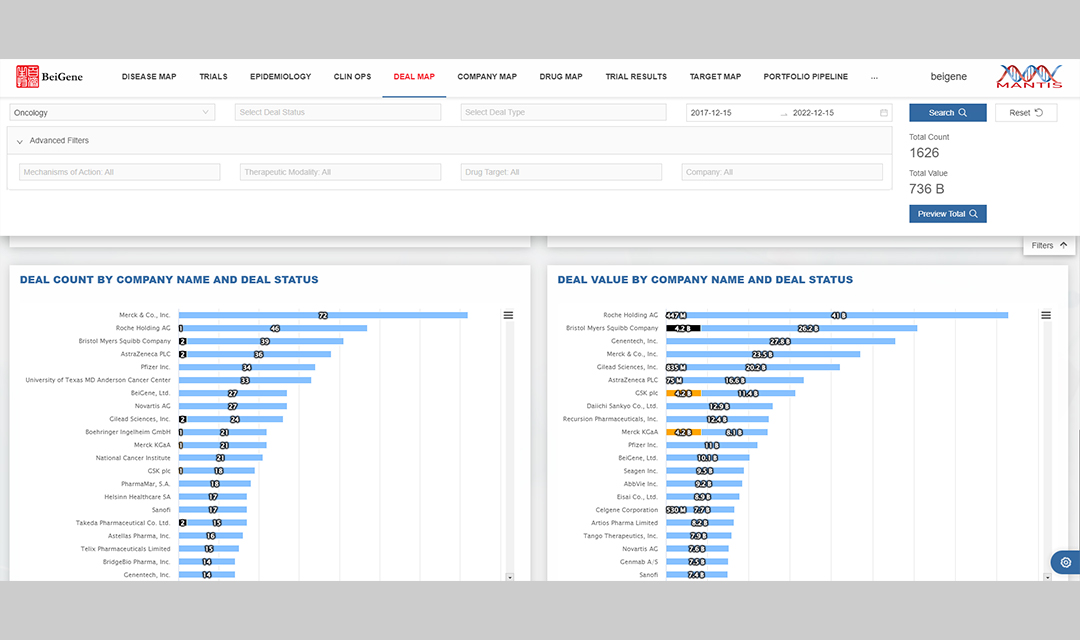 BeiGene
DISEASE MAP TRIALS EPIDEMIOLOGY CLIN OPS DEAL MAP COMPANY MAP DRUG MAP TRIAL RESULTS TARGET MAP PORTFOLIO PIPELINE ... beigene MANTIS
Oncology Select Deal Status Select Deal Type 2017-12-15 → 2022-12-15 Search Reset
Advanced Filters
Total Count
1626
Mechanisms of Action: All Therapeutic Modality: All Drug Target: All Company: All
Total Value
736 B
Preview Total
Filters
DEAL COUNT BY COMPANY NAME AND DEAL STATUS
Merck & Co., Inc. 72
Roche Holding AG 1 46
Bristol Myers Squibb Company 2 39
AstraZeneca PLC 2 36
Pfizer Inc. 34
University of Texas MD Anderson Cancer Center 33
BeiGene, Ltd. 27
Novartis AG 27
Gilead Sciences, Inc. 2 24
Boehringer Ingelheim GmbH 1 21
Merck KGaA 1 21
National Cancer Institute 21
GSK plc 1 18
PharmaMar, S.A. 18
Helsinn Healthcare SA 17
Sanofi 17
Takeda Pharmaceutical Co. Ltd. 2 15
Astellas Pharma, Inc. 16
Telix Pharmaceuticals Limited 15
BridgeBio Pharma, Inc. 14
Genentech, Inc. 14
DEAL VALUE BY COMPANY NAME AND DEAL STATUS
Roche Holding AG 447 M 41 B
Bristol Myers Squibb Company 4.2 B 26.2 B
Genentech, Inc. 27.8 B
Merck & Co., Inc. 23.5 B
Gilead Sciences, Inc. 835 M 20.2 B
AstraZeneca PLC 75 M 16.6 B
GSK plc 4.2 B 11.4 B
Daiichi Sankyo Co., Ltd. 12.9 B
Recursion Pharmaceuticals, Inc. 12.4 B
Merck KGaA 4.2 B 8.1 B
Pfizer Inc. 11 B
BeiGene, Ltd. 10.1 B
Seagen Inc. 9.5 B
AbbVie Inc. 9.2 B
Eisai Co., Ltd. 8.9 B
Celgene Corporation 530 M 7.7 B
Artios Pharma Limited 8.2 B
Tango Therapeutics, Inc. 7.9 B
Novartis AG 7.6 B
Genmab A/S 7.5 B
Sanofi 7.4 B